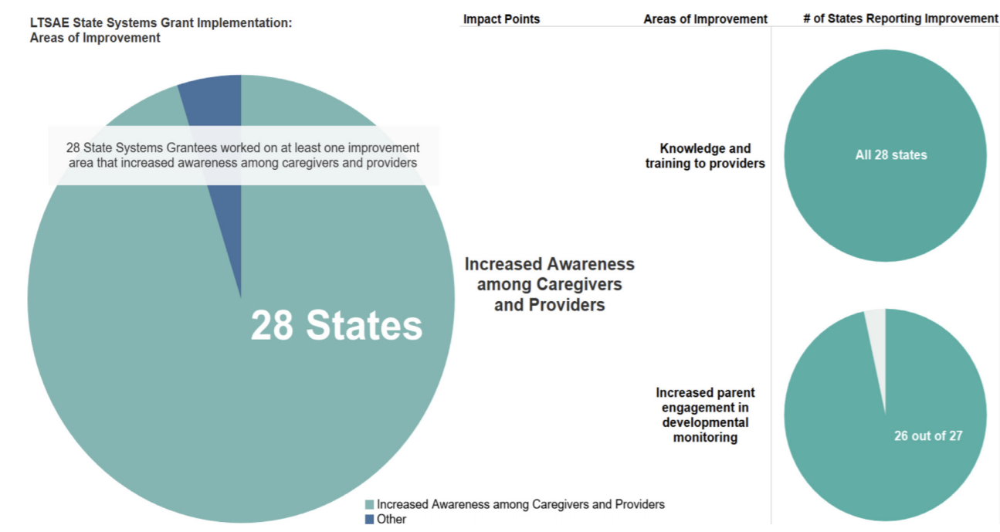 LTSAE State Systems Grant Implementation:
Areas of Improvement
28 State Systems Grantees worked on at least one improvement
area that increased awareness among caregivers and providers
28 States
Increased Awareness among Caregivers and Providers
Other
Impact Points
Areas of Improvement
# of States Reporting Improvement
Increased Awareness
among Caregivers
and Providers
Knowledge and
training to providers
All 28 states
Increased parent
engagement in
developmental
monitoring
26 out of 27